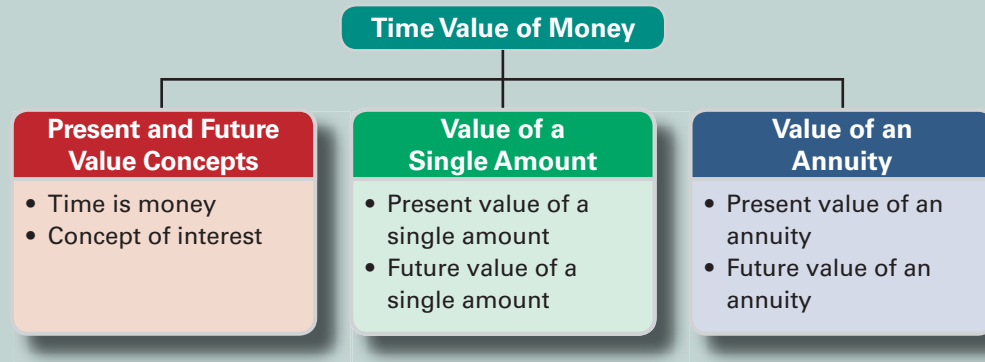 Time Value of Money
Present and Future
Value Concepts
• Time is money
• Concept of interest
Value of a
Single Amount
• Present value of a
single amount
• Future value of a
single amount
Value of an
Annuity
• Present value of an
annuity
• Future value of an
annuity